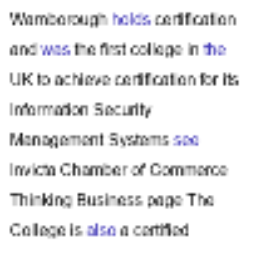 Wamborough holds certification
and was the first college in the
UK to achieve certification for its
Information Security
Management Systems see
Invicta Chamber of Commerce
Thinking Business page The
College is also a certified